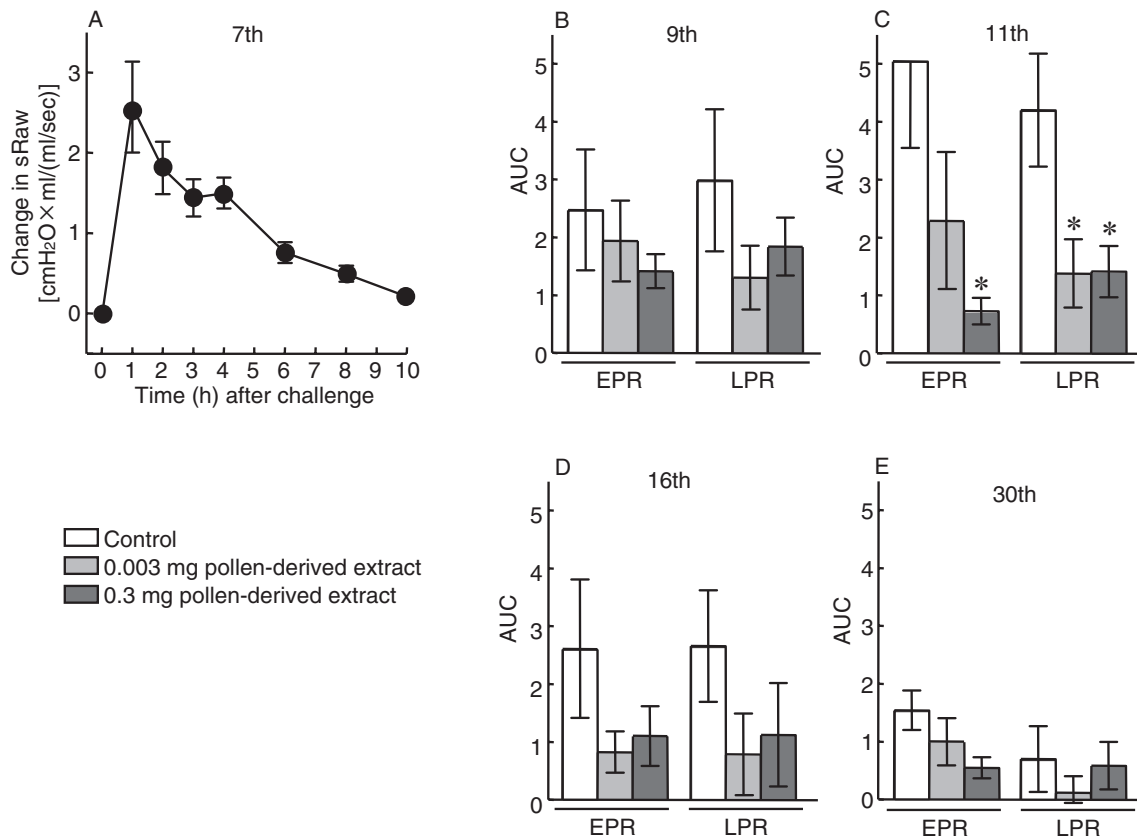 A
7th
Change in sRaw
[cmH₂O×ml/(ml/sec)]
3
2
1
0
0 1 2 3 4 5 6 7 8 9 10
Time (h) after challenge
B
9th
AUC
5
4
3
2
1
0
EPR LPR
C
11th
AUC
5
4
3
2
1
0
* * *
EPR LPR
Control
0.003 mg pollen-derived extract
0.3 mg pollen-derived extract
D
16th
AUC
5
4
3
2
1
0
EPR LPR
E
30th
AUC
5
4
3
2
1
0
EPR LPR